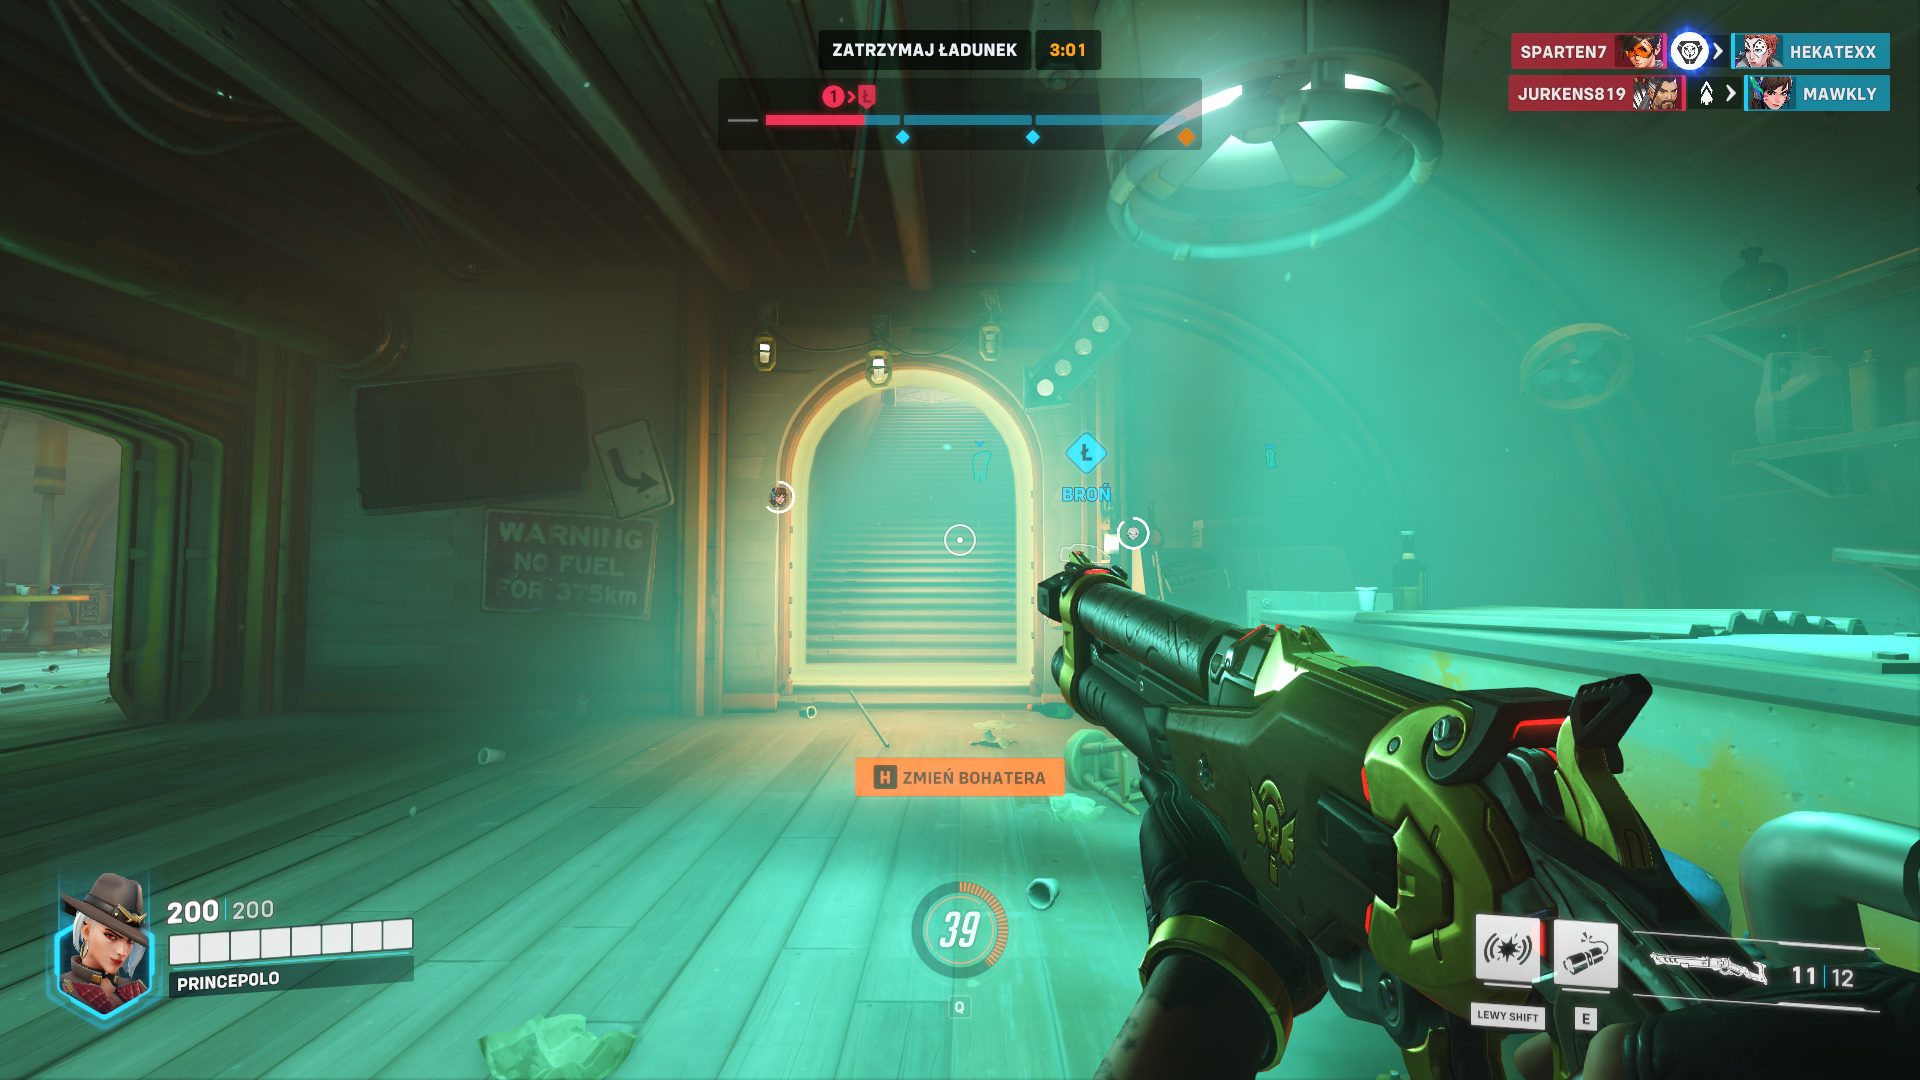 ZATRZYMAJ ŁADUNEK 3:01
1 Ł
SPARTEN7 HEKATEXX
JURKENS819 MAWKLY
Ł
BROŃ
WARNING
NO FUEL
FOR 375km
H ZMIEŃ BOHATERA
200 | 200
PRINCEPOLO
39
Q
11 | 12
LEWY SHIFT E